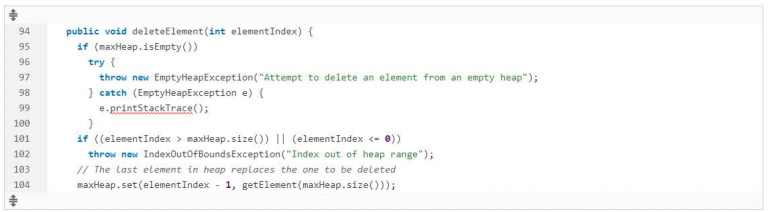 94 public void deleteElement(int elementIndex) {
95 if (maxHeap.isEmpty())
96 try {
97 throw new EmptyHeapException("Attempt to delete an element from an empty heap");
98 } catch (EmptyHeapException e) {
99 e.printStackTrace();
100 }
101 if ((elementIndex > maxHeap.size()) || (elementIndex <= 0))
102 throw new IndexOutOfBoundsException("Index out of heap range");
103 // The last element in heap replaces the one to be deleted
104 maxHeap.set(elementIndex - 1, getElement(maxHeap.size()));